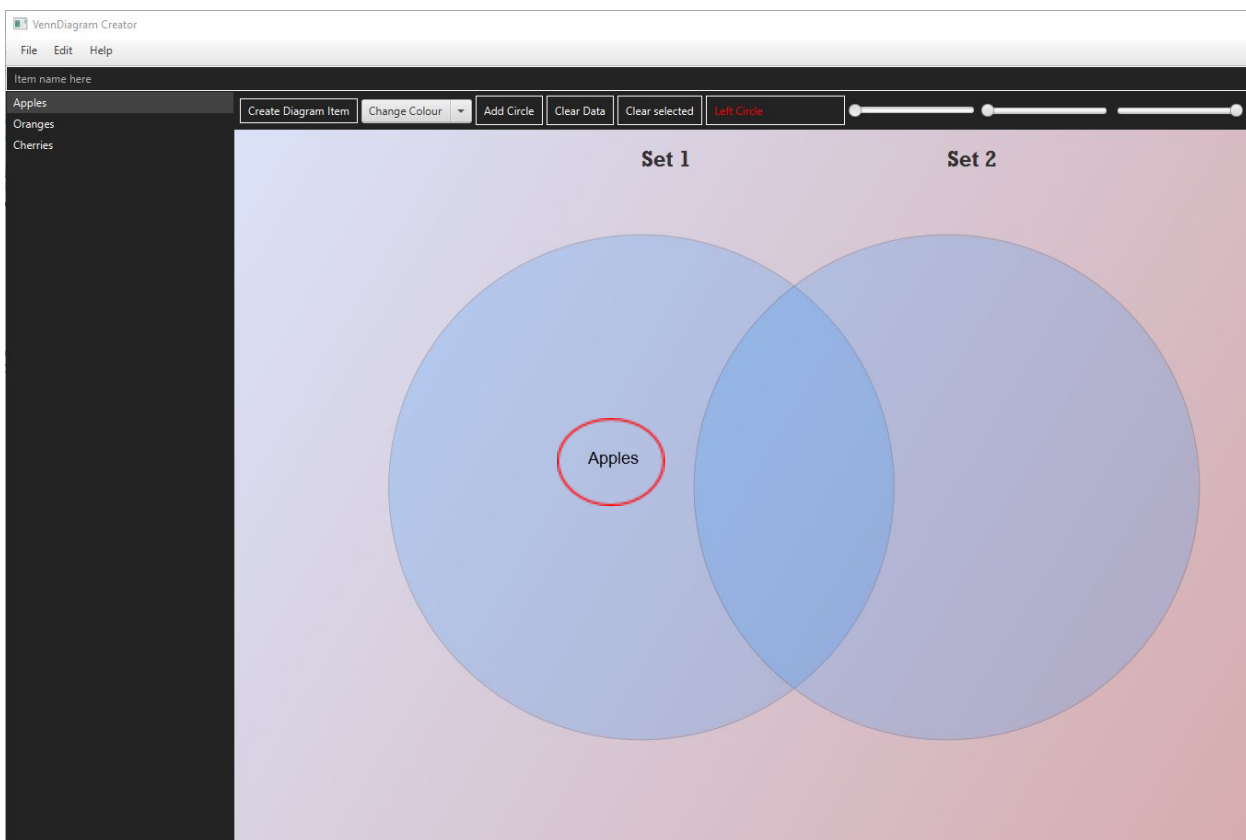 VennDiagram Creator
File Edit Help
Item name here
Apples
Oranges
Cherries
Create Diagram Item Change Colour Add Circle Clear Data Clear selected Left Circle
Set 1 Set 2
Apples